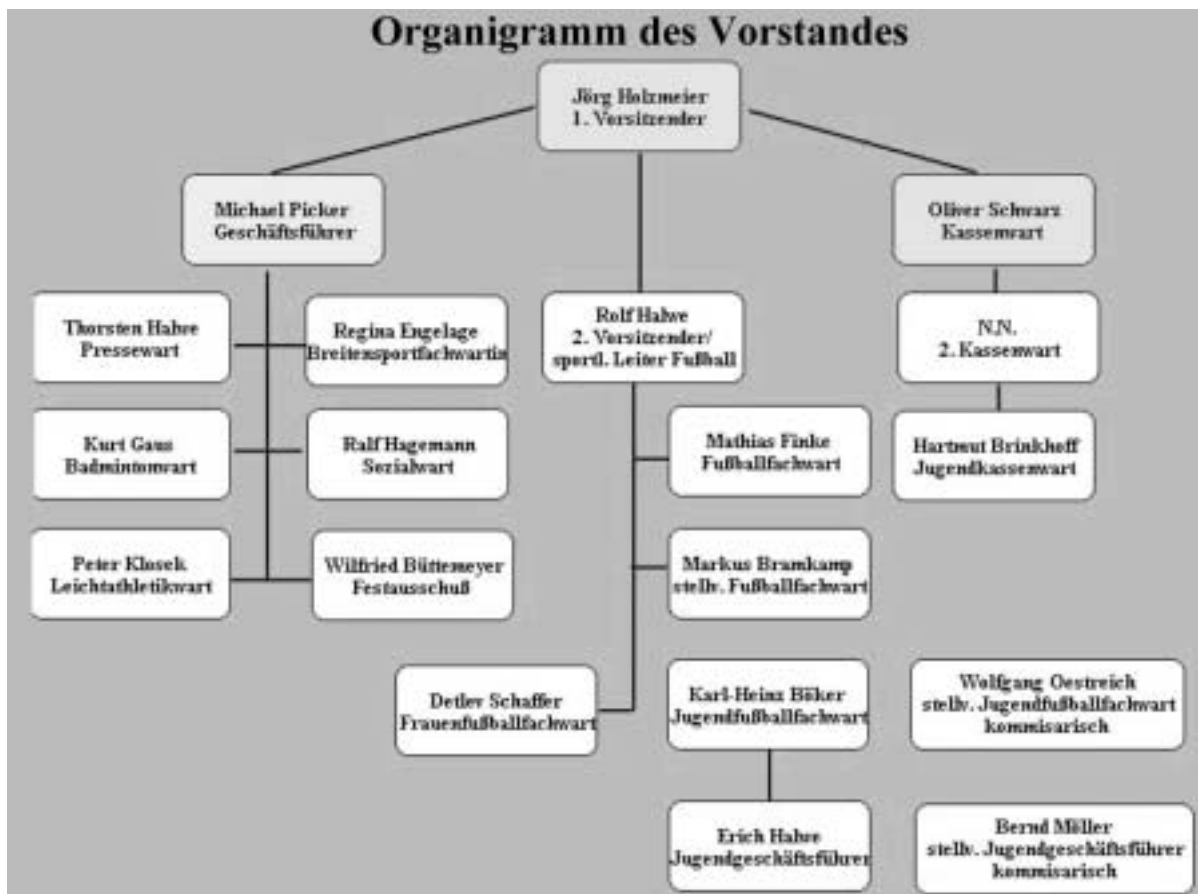 Organigramm des Vorstandes
Jörg Holzmeier
1. Vorsitzender
Michael Picker
Geschäftsführer
Oliver Schwarz
Kassenwart
Thorsten Halwe
Pressewart
Regina Engelage
Breitensportfachwartin
Rolf Halwe
2. Vorsitzender/
sportl. Leiter Fußball
N.N.
2. Kassenwart
Kurt Gaus
Badmintonwart
Ralf Hagemann
Sozialwart
Mathias Finke
Fußballfachwart
Hartmut Brinkhoff
Jugendkassenwart
Peter Klosek
Leichtathletikwart
Wilfried Büttemeyer
Festausschuß
Markus Bramkamp
stellv. Fußballfachwart
Detlev Schaffer
Frauenfußballfachwart
Karl-Heinz Böker
Jugendfußballfachwart
Wolfgang Oestreich
stellv. Jugendfußballfachwart
kommisarisch
Erich Halwe
Jugendgeschäftsführer
Bernd Möller
stellv. Jugendgeschäftsführer
kommisarisch